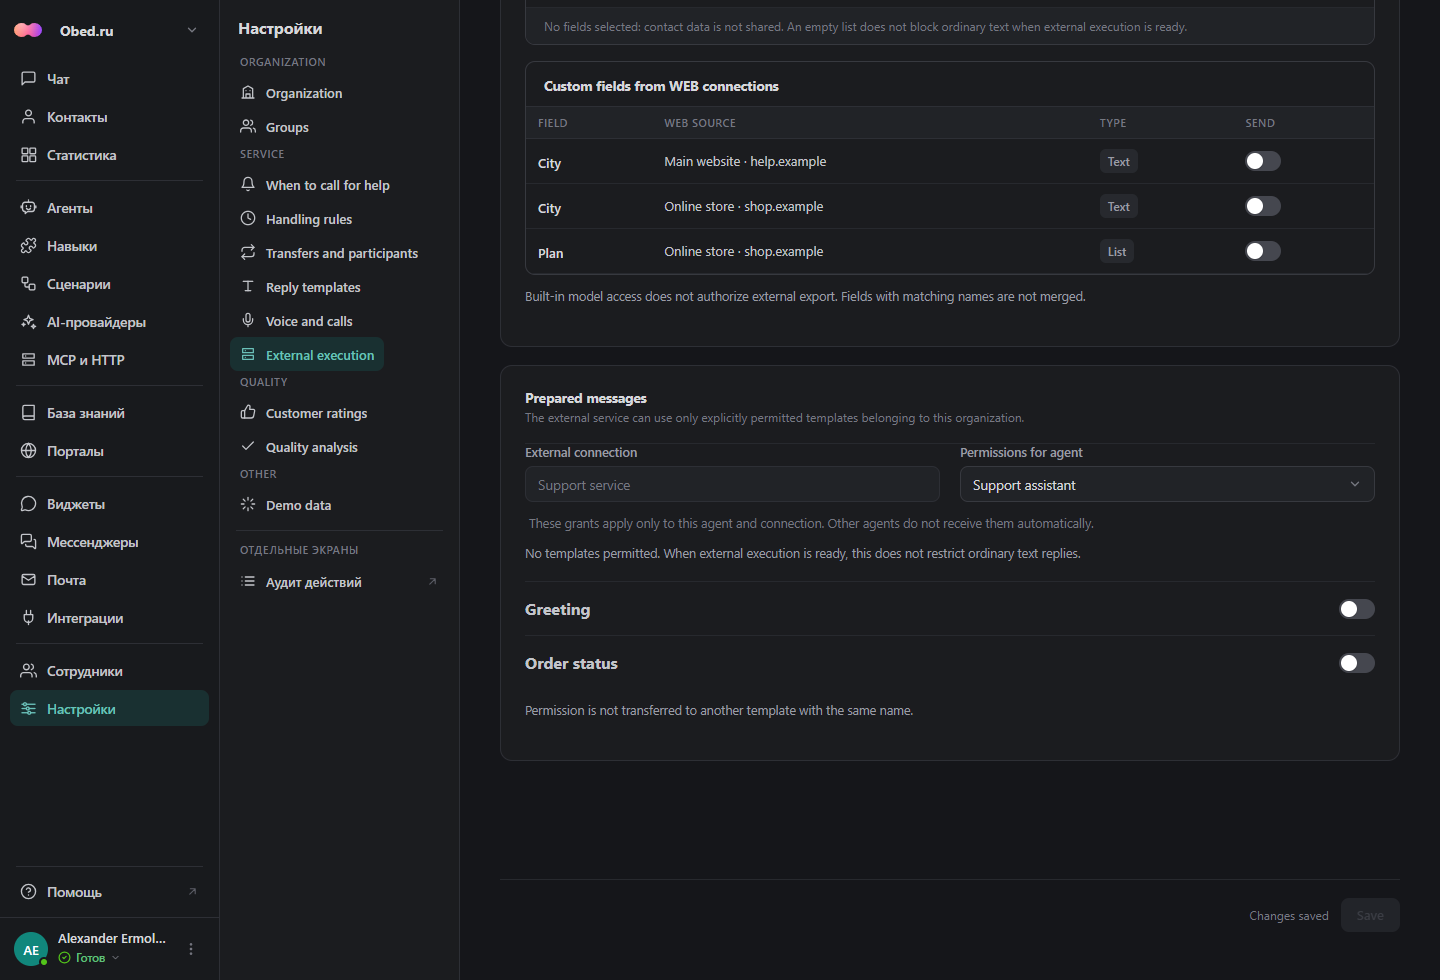 Obed.ru
Чат
Контакты
Статистика
Агенты
Навыки
Сценарии
AI-провайдеры
MCP и HTTP
База знаний
Порталы
Виджеты
Мессенджеры
Почта
Интеграции
Сотрудники
Настройки
Помощь
AE
Alexander Ermol...
Готов
Настройки
ORGANIZATION
Organization
Groups
SERVICE
When to call for help
Handling rules
Transfers and participants
Reply templates
Voice and calls
External execution
QUALITY
Customer ratings
Quality analysis
OTHER
Demo data
ОТДЕЛЬНЫЕ ЭКРАНЫ
Аудит действий
No fields selected: contact data is not shared. An empty list does not block ordinary text when external execution is ready.
Custom fields from WEB connections
FIELD WEB SOURCE TYPE SEND
City Main website · help.example Text
City Online store · shop.example Text
Plan Online store · shop.example List
Built-in model access does not authorize external export. Fields with matching names are not merged.
Prepared messages
The external service can use only explicitly permitted templates belonging to this organization.
External connection Permissions for agent
Support service Support assistant
These grants apply only to this agent and connection. Other agents do not receive them automatically.
No templates permitted. When external execution is ready, this does not restrict ordinary text replies.
Greeting
Order status
Permission is not transferred to another template with the same name.
Changes saved Save